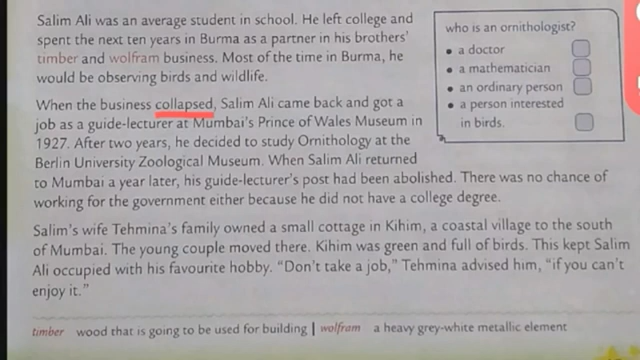 Salim Ali was an average student in school. He left college and
spent the next ten years in Burma as a partner in his brothers'
timber and wolfram business. Most of the time in Burma, he
would be observing birds and wildlife.
When the business collapsed, Salim Ali came back and got a
job as a guide-lecturer at Mumbai's Prince of Wales Museum in
1927. After two years, he decided to study Ornithology at the
Berlin University Zoological Museum. When Salim Ali returned
to Mumbai a year later, his guide-lecturer's post had been abolished. There was no chance of
working for the government either because he did not have a college degree.
Salim's wife Tehmina's family owned a small cottage in Kihim, a coastal village to the south
of Mumbai. The young couple moved there. Kihim was green and full of birds. This kept Salim
Ali occupied with his favourite hobby. "Don't take a job," Tehmina advised him, "if you can't
enjoy it."
who is an ornithologist?
• a doctor
• a mathematician
• an ordinary person
• a person interested
in birds.
timber wood that is going to be used for building | wolfram a heavy grey-white metallic element